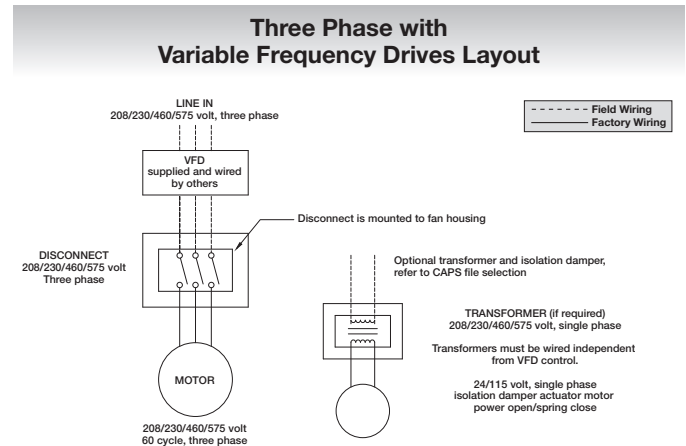 Three Phase with
Variable Frequency Drives Layout
LINE IN
208/230/460/575 volt, three phase
Field Wiring
Factory Wiring
VFD
supplied and wired
by others
Disconnect is mounted to fan housing
DISCONNECT
208/230/460/575 volt
Three phase
Optional transformer and isolation damper,
refer to CAPS file selection
TRANSFORMER (if required)
208/230/460/575 volt, single phase
Transformers must be wired independent
from VFD control.
MOTOR
24/115 volt, single phase
isolation damper actuator motor
power open/spring close
208/230/460/575 volt
60 cycle, three phase